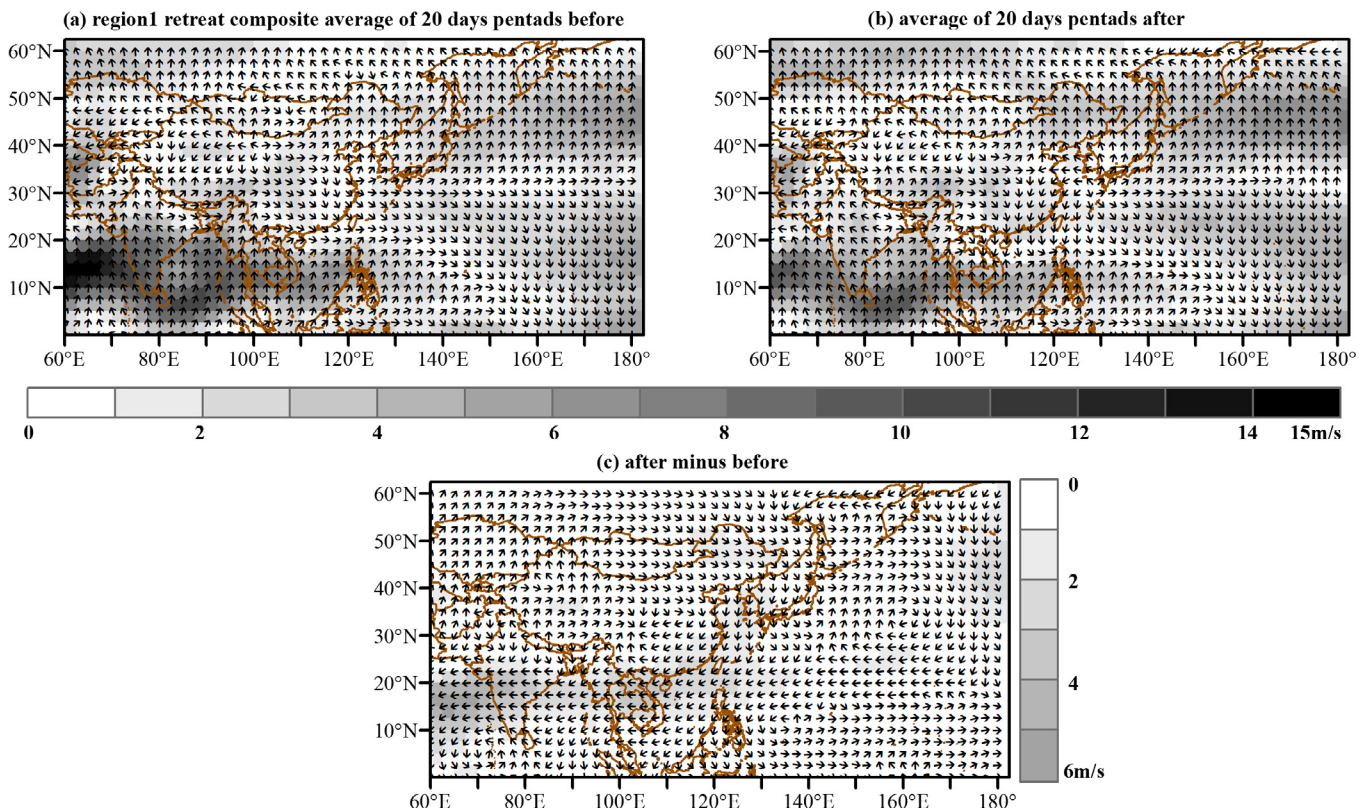 (a) region1 retreat composite average of 20 days pentads before
(b) average of 20 days pentads after
60°N
50°N
40°N
30°N
20°N
10°N
60°E 80°E 100°E 120°E 140°E 160°E 180°
60°N
50°N
40°N
30°N
20°N
10°N
60°E 80°E 100°E 120°E 140°E 160°E 180°
0 2 4 6 8 10 12 14 15m/s
(c) after minus before
60°N
50°N
40°N
30°N
20°N
10°N
60°E 80°E 100°E 120°E 140°E 160°E 180°
0
2
4
6m/s